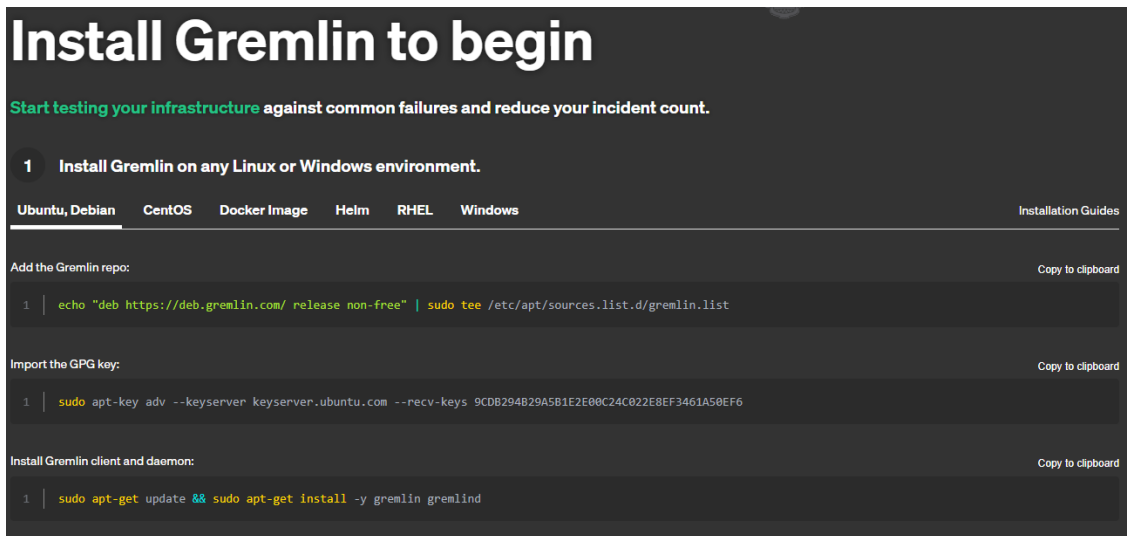 Install Gremlin to begin
Start testing your infrastructure against common failures and reduce your incident count.
1 Install Gremlin on any Linux or Windows environment.
Ubuntu, Debian CentOS Docker Image Helm RHEL Windows Installation Guides
Add the Gremlin repo: Copy to clipboard
1 echo "deb https://deb.gremlin.com/ release non-free" | sudo tee /etc/apt/sources.list.d/gremlin.list
Import the GPG key: Copy to clipboard
1 sudo apt-key adv --keyserver keyserver.ubuntu.com --recv-keys 9CDB294B29A5B1E2E00C24C022E8EF3461A50EF6
Install Gremlin client and daemon: Copy to clipboard
1 sudo apt-get update && sudo apt-get install -y gremlin gremlind